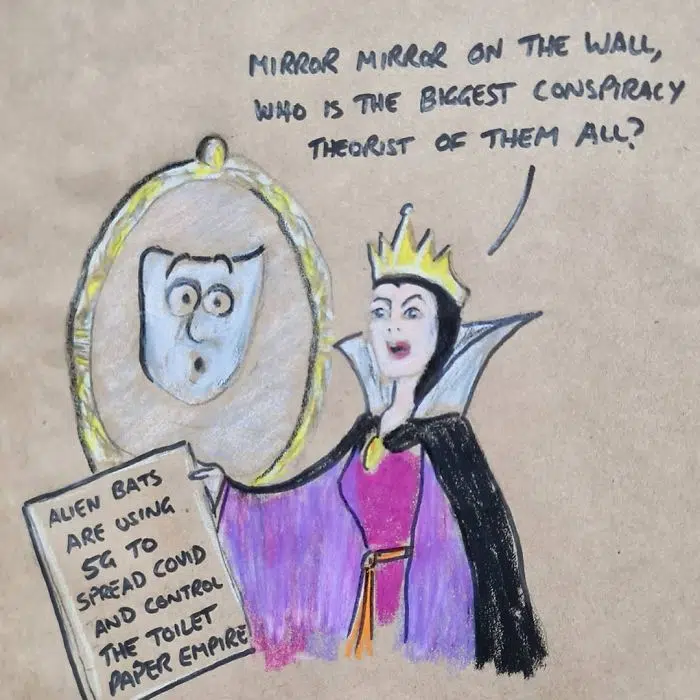 MIRROR MIRROR ON THE WALL,
WHO IS THE BIGGEST CONSPIRACY
THEORIST OF THEM ALL?
ALIEN BATS
ARE USING
5G TO
SPREAD COVID
AND CONTROL
THE TOILET
PAPER EMPIRE